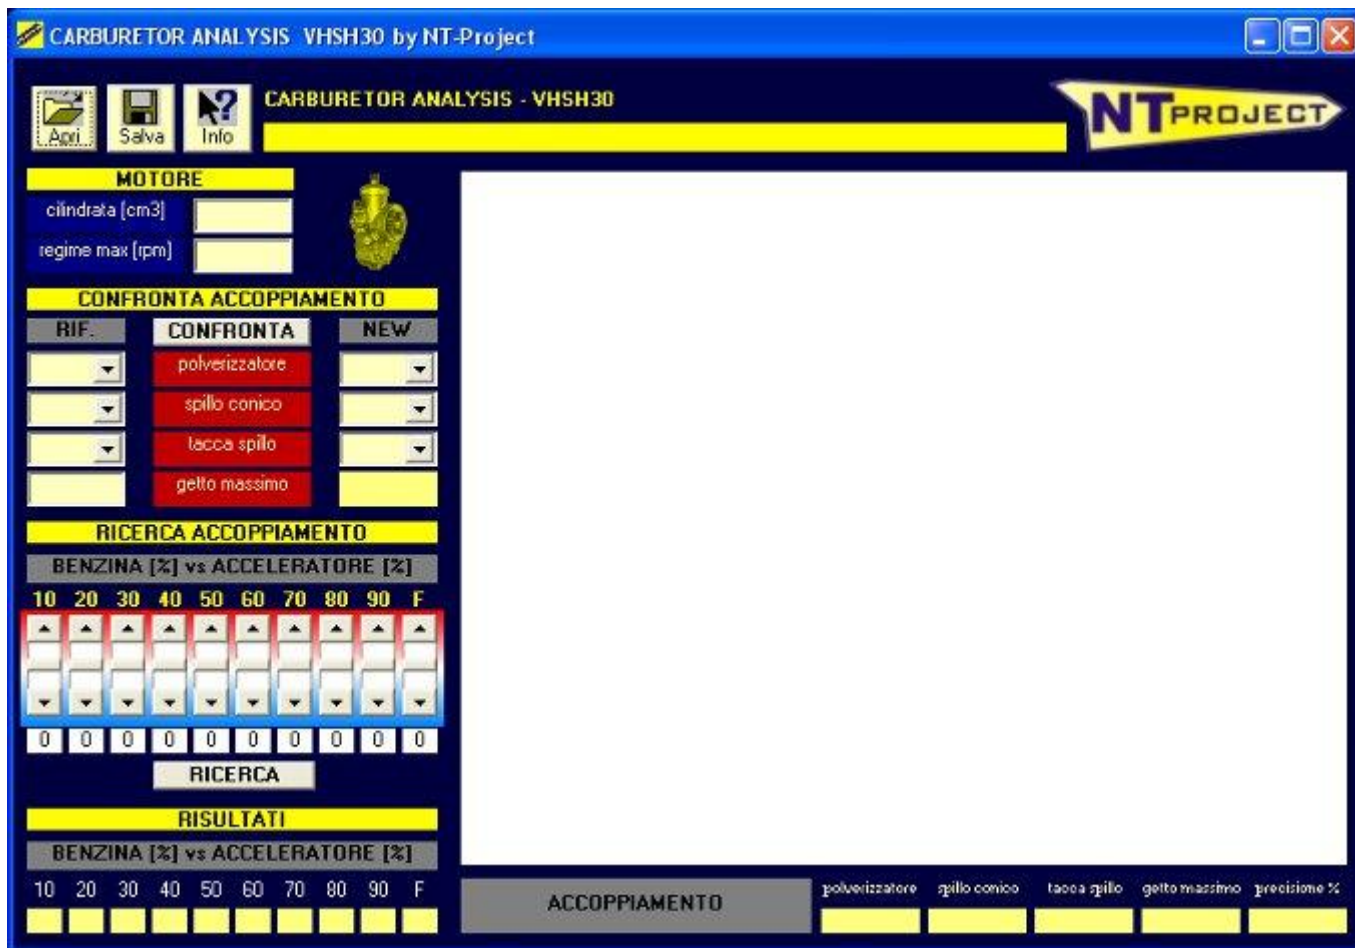 CARBURETOR ANALYSIS VHSH30 by NT-Project
Apri
Salva
Info
CARBURETOR ANALYSIS - VHSH30
NT PROJECT
MOTORE
cilindrata [cm3]
regime max [rpm]
CONFRONTA ACCOPPIAMENTO
RIF. CONFRONTA NEW
polverizzatore
spillo conico
tacca spillo
getto massimo
RICERCA ACCOPPIAMENTO
BENZINA [%] vs ACCELERATORE [%]
10 20 30 40 50 60 70 80 90 F
0 0 0 0 0 0 0 0 0 0
RICERCA
RISULTATI
BENZINA [%] vs ACCELERATORE [%]
10 20 30 40 50 60 70 80 90 F
ACCOPPIAMENTO
polverizzatore spillo conico tacca spillo getto massimo precisione %